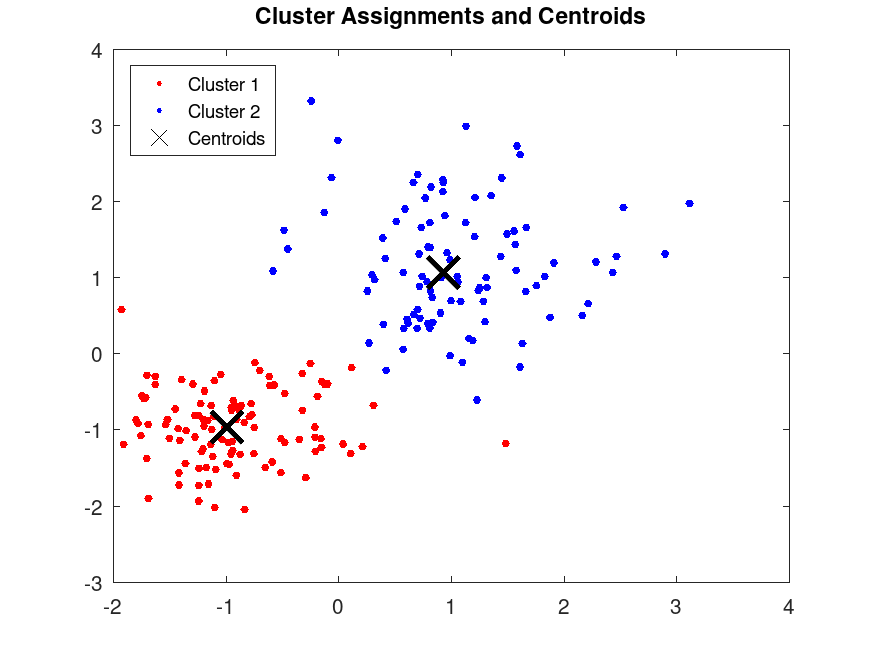 Cluster Assignments and Centroids
4
Cluster 1
Cluster 2
3
Centroids
2
1
0
-1
-2
-3
-2 -1 0 1 2 3 4